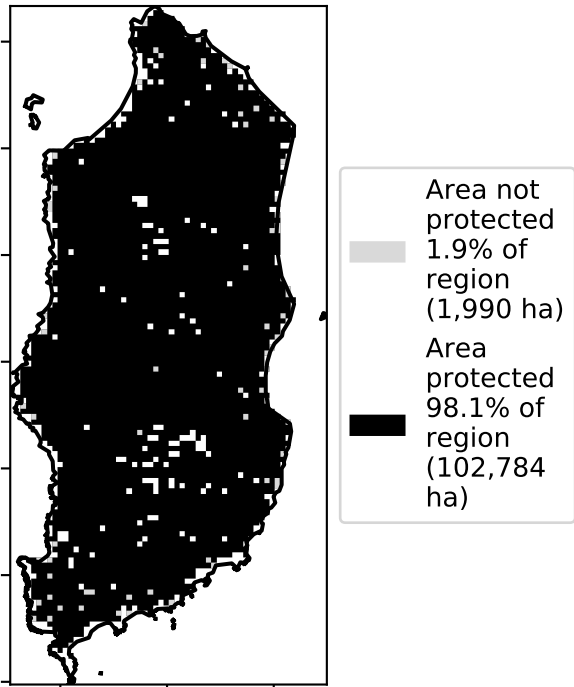 Area not
protected
1.9% of
region
(1,990 ha)
Area
protected
98.1% of
region
(102,784
ha)